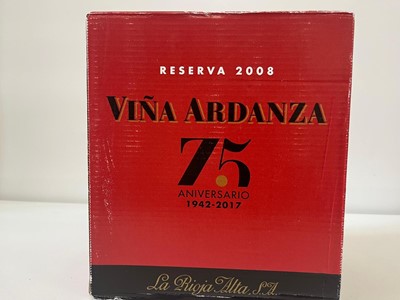 RESERVA 2008
VIÑA ARDANZA
75
ANIVERSARIO
1942-2017
La Rioja Alta, S.A.